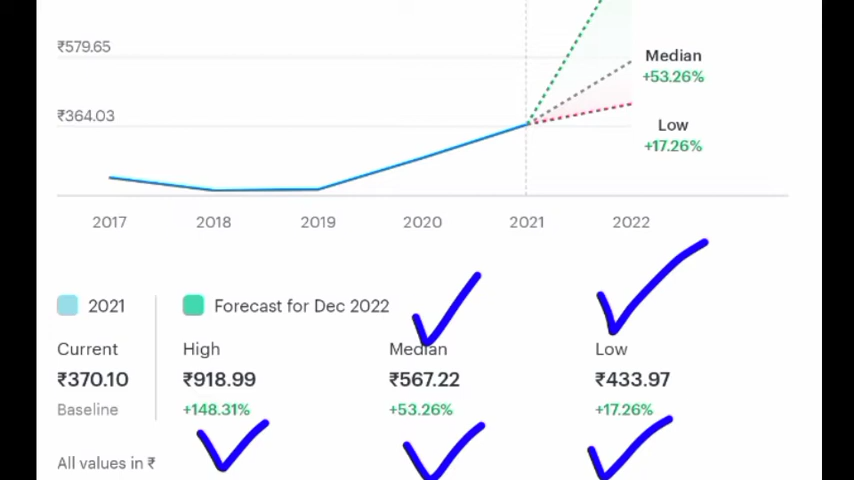 ₹579.65
Median
+53.26%
₹364.03
Low
+17.26%
2017 2018 2019 2020 2021 2022
2021 Forecast for Dec 2022
Current High Median Low
₹370.10 ₹918.99 ₹567.22 ₹433.97
Baseline +148.31% +53.26% +17.26%
All values in ₹